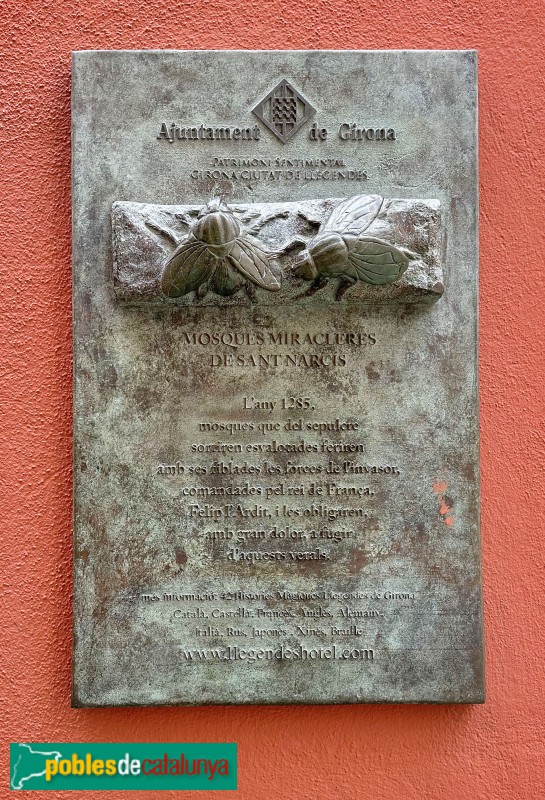 Ajuntament de Girona
PATRIMONI SENTIMENTAL
GIRONA CIUTAT DE LLEGENDES
MOSQUES MIRACLERES
DE SANT NARCÍS
L'any 1285,
mosques que del sepulcre
sortiren esvalotades feriren
amb ses fiblades les forces de l'invasor,
comandades pel rei de França,
Felip l'Ardit, i les obligaren,
amb gran dolor, a fugir
d'aquests verals.
més informació: 42 Històries Màgiques Llegendes de Girona
Català, Castellà, Francès, Anglès, Alemany,
Italià, Rus, Japonès, Xinès, Braille
www.llegendeshotel.com
poblesdecatalunya